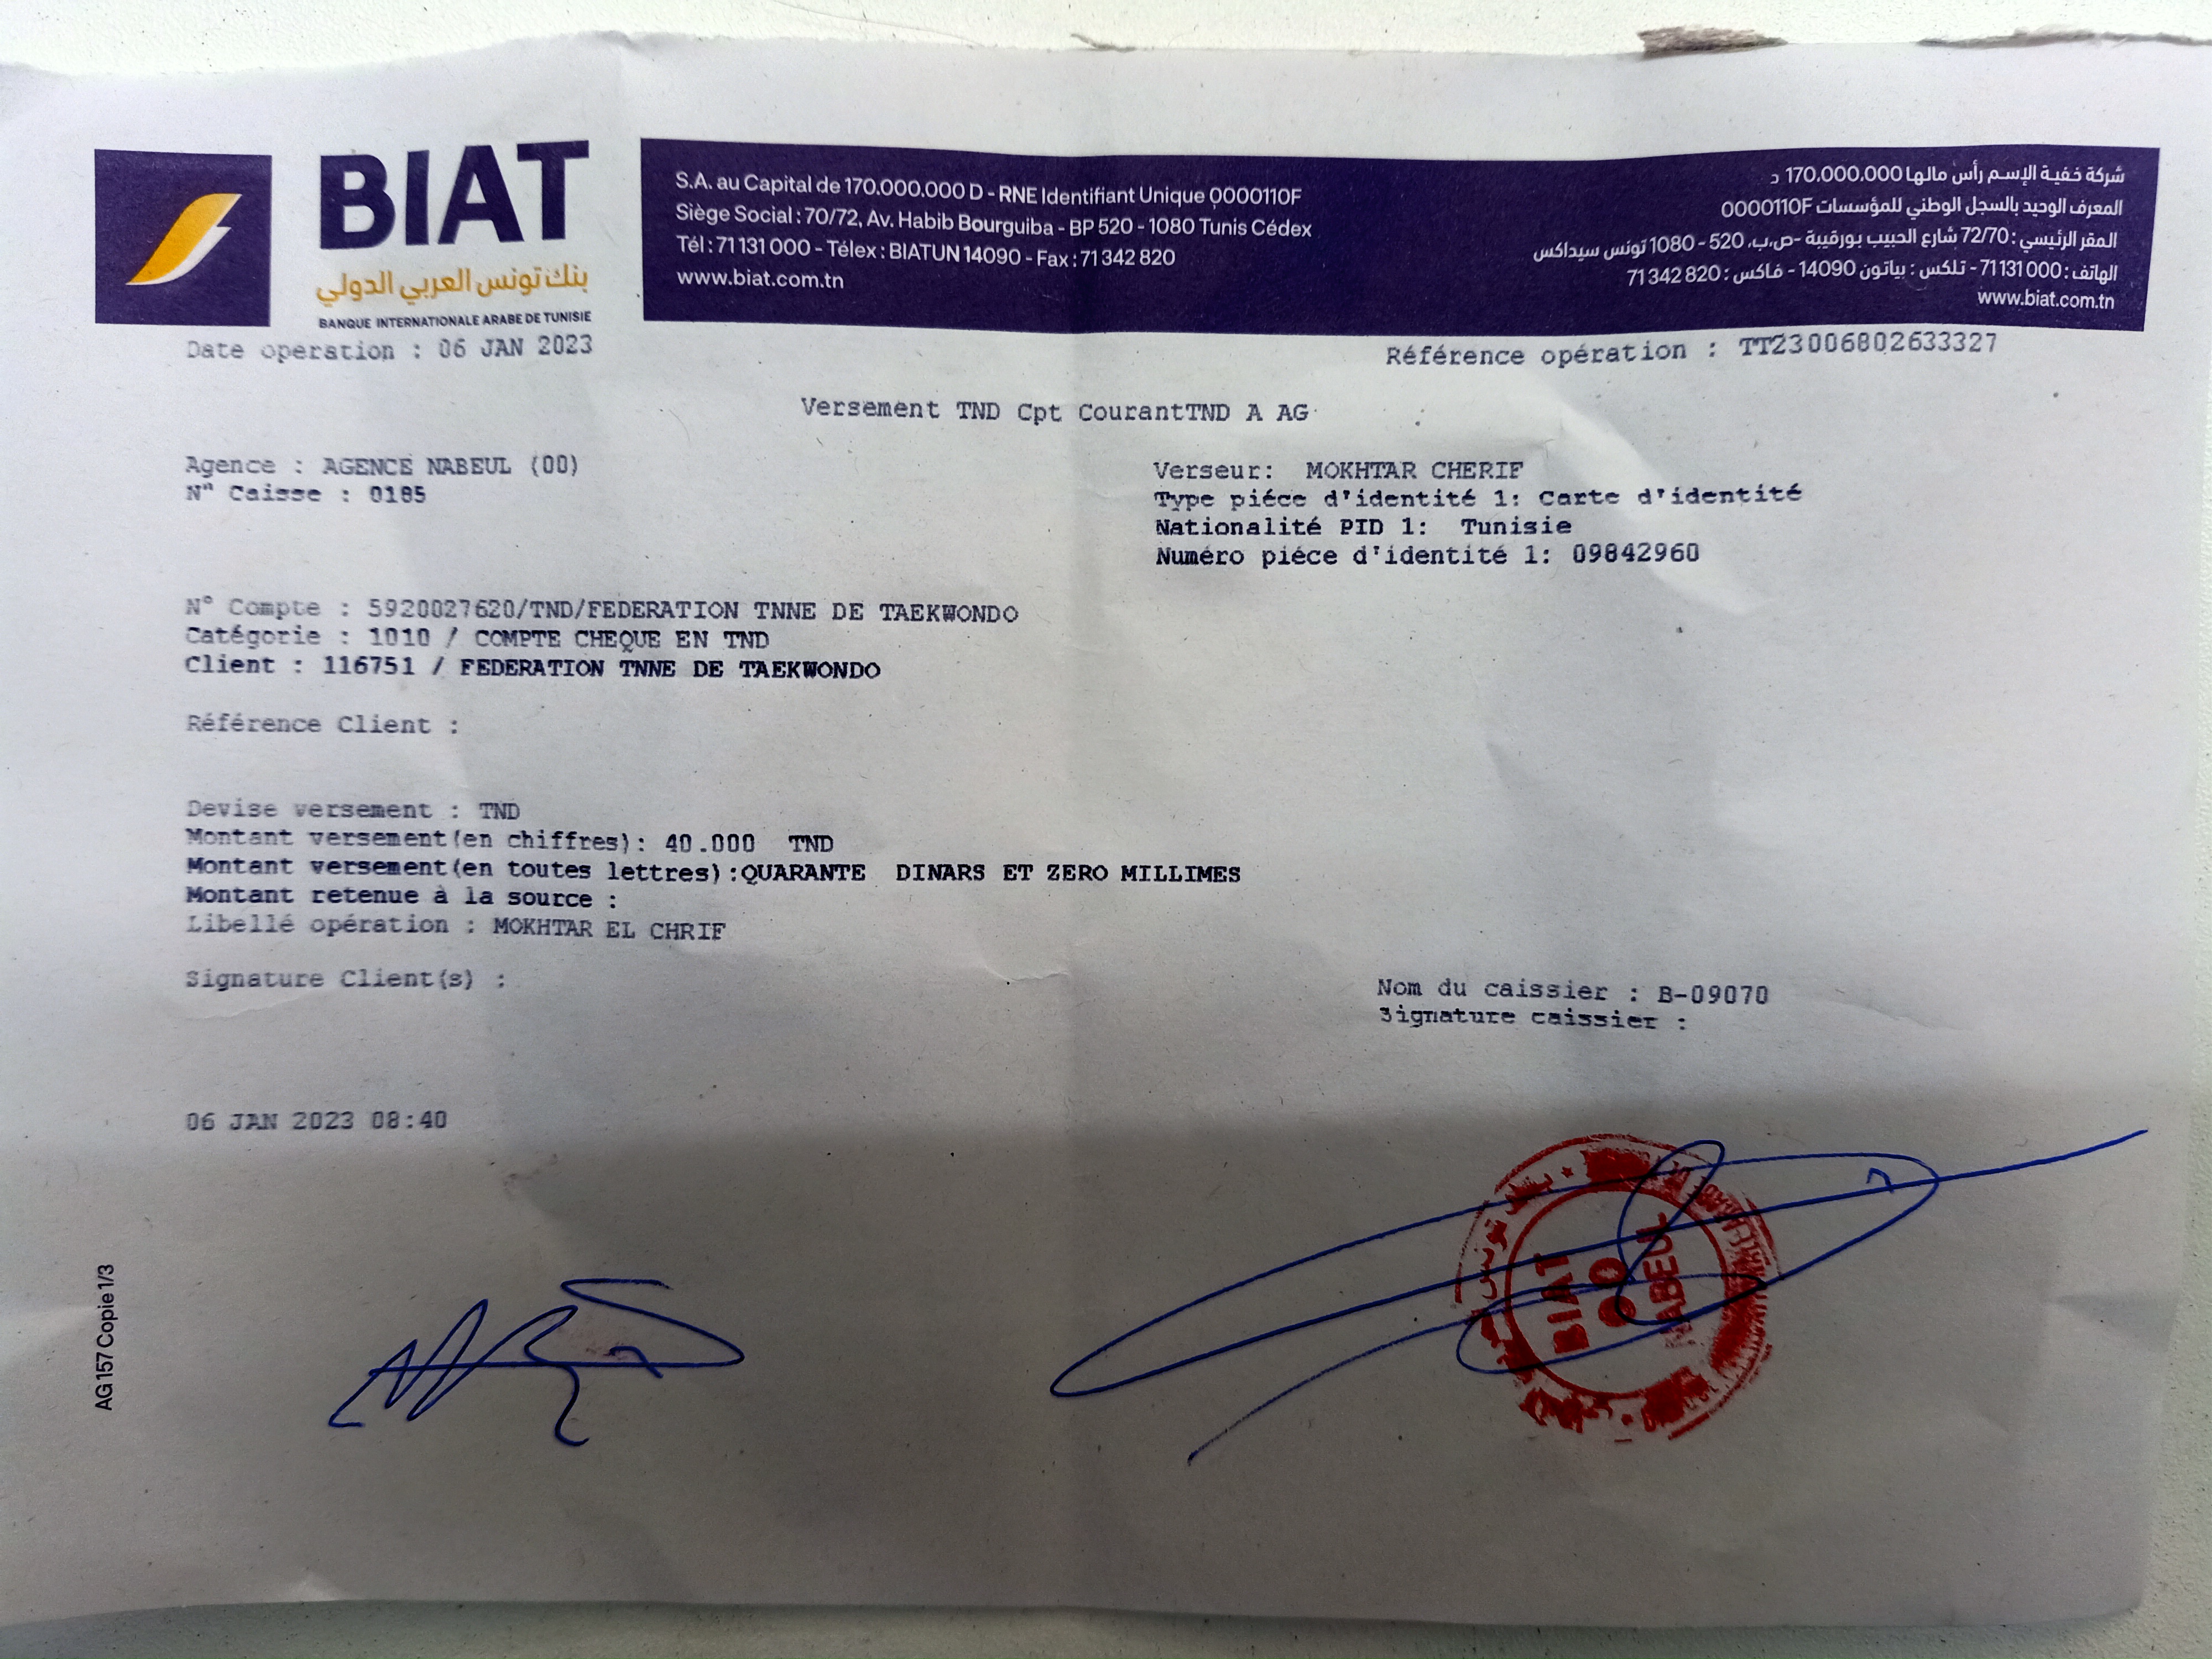 BIAT
بنك تونس العربي الدولي
BANQUE INTERNATIONALE ARABE DE TUNISIE
S.A. au Capital de 170.000.000 D - RNE Identifiant Unique 0000110F
Siège Social : 70/72, Av. Habib Bourguiba - BP 520 - 1080 Tunis Cédex
Tél : 71 131 000 - Télex : BIATUN 14090 - Fax : 71 342 820
www.biat.com.tn
شركة خفية الإسم رأس مالها 170.000.000 د
المعرف الوحيد بالسجل الوطني للمؤسسات 0000110F
المقر الرئيسي : 72/70 شارع الحبيب بورقيبة -ص.ب. 520 - 1080 تونس سيداكس
الهاتف : 71 131 000 - تلكس : بياتون 14090 - فاكس : 71 342 820
www.biat.com.tn
Date operation : 06 JAN 2023
Référence opération : TT23006802633327
Versement TND Cpt CourantTND A AG
Agence : AGENCE NABEUL (00)
N° Caisse : 0185
Verseur: MOKHTAR CHERIF
Type piéce d'identité 1: Carte d'identité
Nationalité PID 1: Tunisie
Numéro piéce d'identité 1: 09842960
N° Compte : 5920027620/TND/FEDERATION TNNE DE TAEKWONDO
Catégorie : 1010 / COMPTE CHEQUE EN TND
Client : 116751 / FEDERATION TNNE DE TAEKWONDO
Référence Client :
Devise versement : TND
Montant versement(en chiffres): 40.000 TND
Montant versement(en toutes lettres):QUARANTE DINARS ET ZERO MILLIMES
Montant retenue à la source :
Libellé opération : MOKHTAR EL CHRIF
Signature Client(s) :
Nom du caissier : B-09070
Signature caissier :
06 JAN 2023 08:40
BIAT
NABEUL
AG 157 Copie 1/3